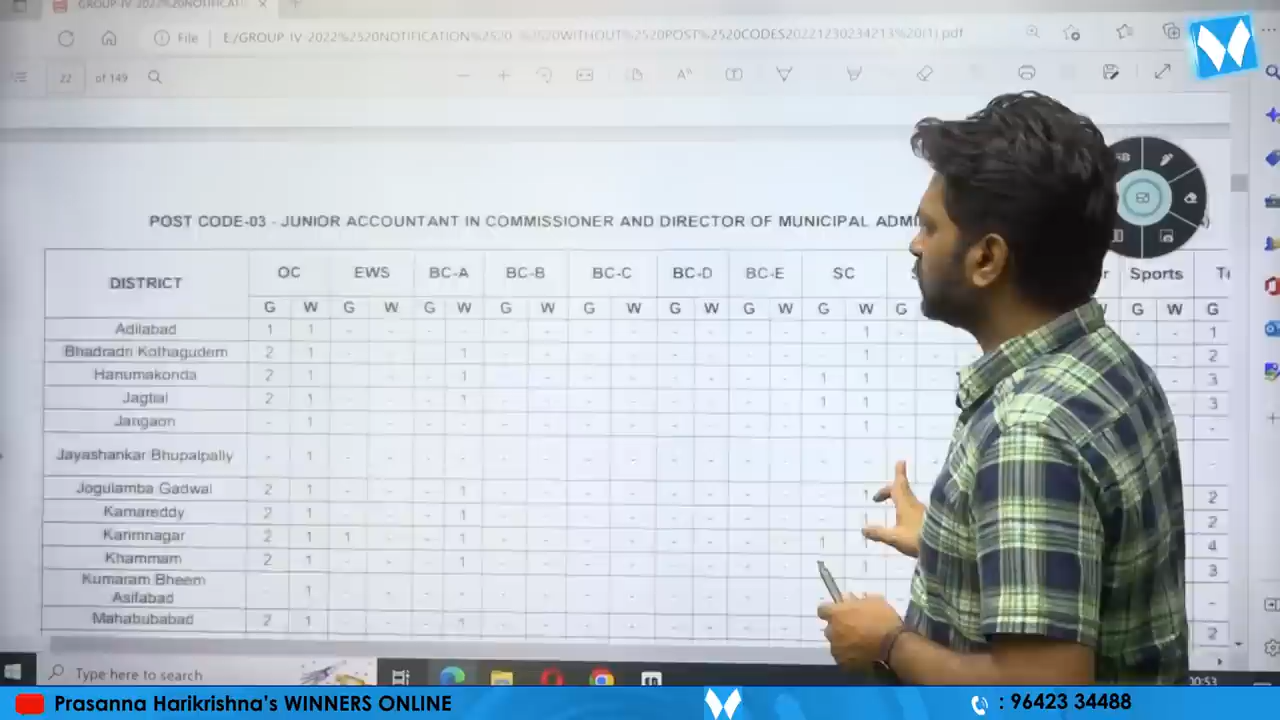 GROUP-IV-2022%20NOTIFICATI
File E:/GROUP-IV-2022%2520NOTIFICATION%2520-%2520WITHOUT%2520POST%2520CODES20221230234213%20(1).pdf
22 of 149
POST CODE-03 - JUNIOR ACCOUNTANT IN COMMISSIONER AND DIRECTOR OF MUNICIPAL ADMI
DISTRICT OC EWS BC-A BC-B BC-C BC-D BC-E SC Sports
G W G W G W G W G W G W G W G W G G W G
Adilabad 1 1 - - - - - - - - - - - - - 1 - - - - 1
Bhadradri Kothagudem 2 1 - - - 1 - - - - - - - - - 1 - - - - 2
Hanumakonda 2 1 - - - 1 - - - - - - - - 1 1 - - - 3
Jagtial 2 1 - - - 1 - - - - - - - - 1 1 - - - 3
Jangaon - 1 - - - - - - - - - - - - - 1 - - -
Jayashankar Bhupalpally - 1 - - - - - - - - - - - - - - - - -
Jogulamba Gadwal 2 1 - - - 1 - - - - - - - - - 1 2
Kamareddy 2 1 - - - 1 - - - - - - - - - 1 2
Karimnagar 2 1 1 - - 1 - - - - - - - - 1 1 4
Khammam 2 1 - - - 1 - - - - - - - - 1 3
Kumaram Bheem
Asifabad - 1 - - - - - - - - - - - - - -
Mahabubabad 2 1 - - - 1 - - - - - - - - 2
Type here to search
00:53
Prasanna Harikrishna's WINNERS ONLINE
: 96423 34488